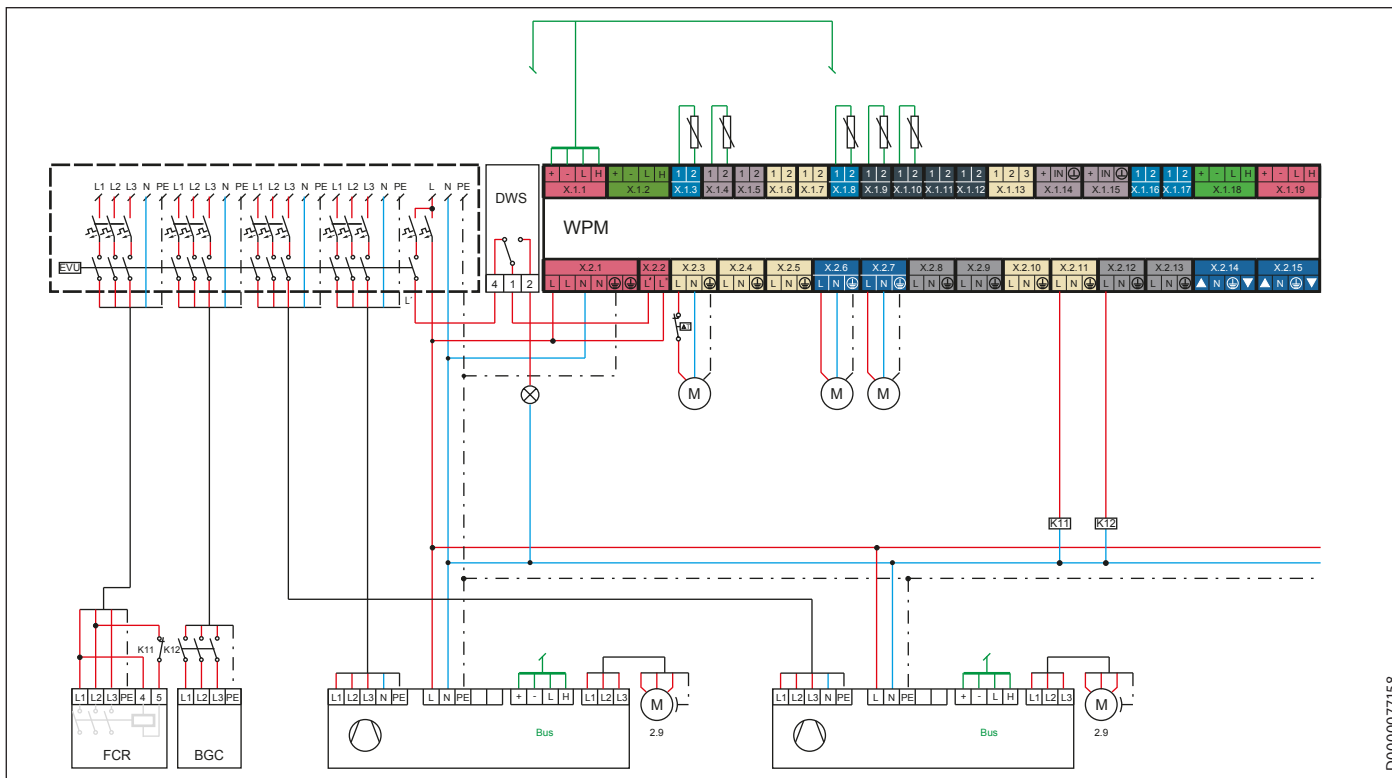 L1 L2 L3 N PE L1 L2 L3 N PE L1 L2 L3 N PE L1 L2 L3 N PE L N PE
EVU
L'
DWS
4 1 2
+ - L H + - L H 1 2 1 2 1 2 1 2 1 2 1 2 1 2 1 2 1 2 1 2 1 2 3 + IN + IN 1 2 1 2 + - L H + - L H
X.1.1 X.1.2 X.1.3 X.1.4 X.1.5 X.1.6 X.1.7 X.1.8 X.1.9 X.1.10 X.1.11 X.1.12 X.1.13 X.1.14 X.1.15 X.1.16 X.1.17 X.1.18 X.1.19
WPM
X.2.1 X.2.2 X.2.3 X.2.4 X.2.5 X.2.6 X.2.7 X.2.8 X.2.9 X.2.10 X.2.11 X.2.12 X.2.13 X.2.14 X.2.15
L L N N L' L' L N L N L N L N L N L N L N L N L N L N L N N N
M M M
K11 K12
K11 K12
L1 L2 L3 PE 4 5
FCR
L1 L2 L3 PE
BGC
L1 L2 L3 N PE L N PE + - L H L1 L2 L3
Bus
M
2.9
L1 L2 L3 N PE L N PE + - L H L1 L2 L3
Bus
M
2.9
D0000077158